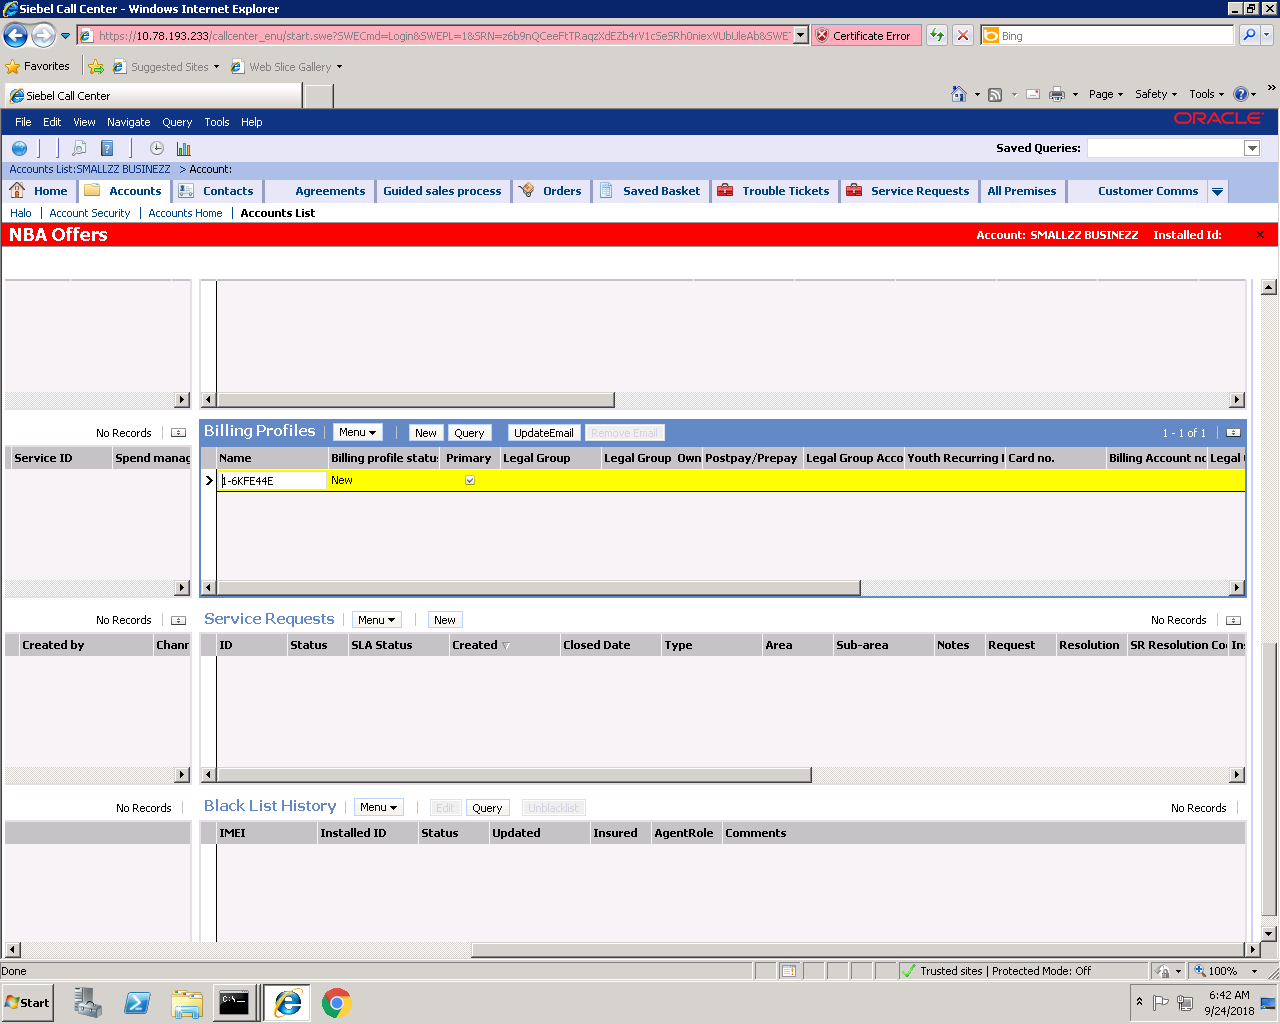 Siebel Call Center - Windows Internet Explorer
https://10.78.193.233/callcenter_enu/start.swe?SWECmd=Login&SWEPL=1&SRN=z6b9nQCeeFtTRaqzXdEZb4rV1cSeSRh0niexVUbUleAb&SWE
Certificate Error
Bing
Favorites
Suggested Sites
Web Slice Gallery
Siebel Call Center
Page
Safety
Tools
File Edit View Navigate Query Tools Help
ORACLE
Saved Queries:
Accounts List:SMALLZZ BUSINEZZ > Account:
Home Accounts Contacts Agreements Guided sales process Orders Saved Basket Trouble Tickets Service Requests All Premises Customer Comms
Halo | Account Security | Accounts Home | Accounts List
NBA Offers
Account: SMALLZZ BUSINEZZ Installed Id:
No Records
Billing Profiles
Menu
New
Query
UpdateEmail
Remove Email
1 - 1 of 1
Service ID Spend manag
Name Billing profile statu Primary Legal Group Legal Group Own Postpay/Prepay Legal Group Acco Youth Recurring Card no. Billing Account no Legal
1-6KFE44E New
No Records
Service Requests
Menu
New
No Records
Created by Chann
ID Status SLA Status Created Closed Date Type Area Sub-area Notes Request Resolution SR Resolution Co Ins
No Records
Black List History
Menu
Edit
Query
Unblacklist
No Records
IMEI Installed ID Status Updated Insured AgentRole Comments
Done
Trusted sites | Protected Mode: Off
100%
Start
6:42 AM
9/24/2018